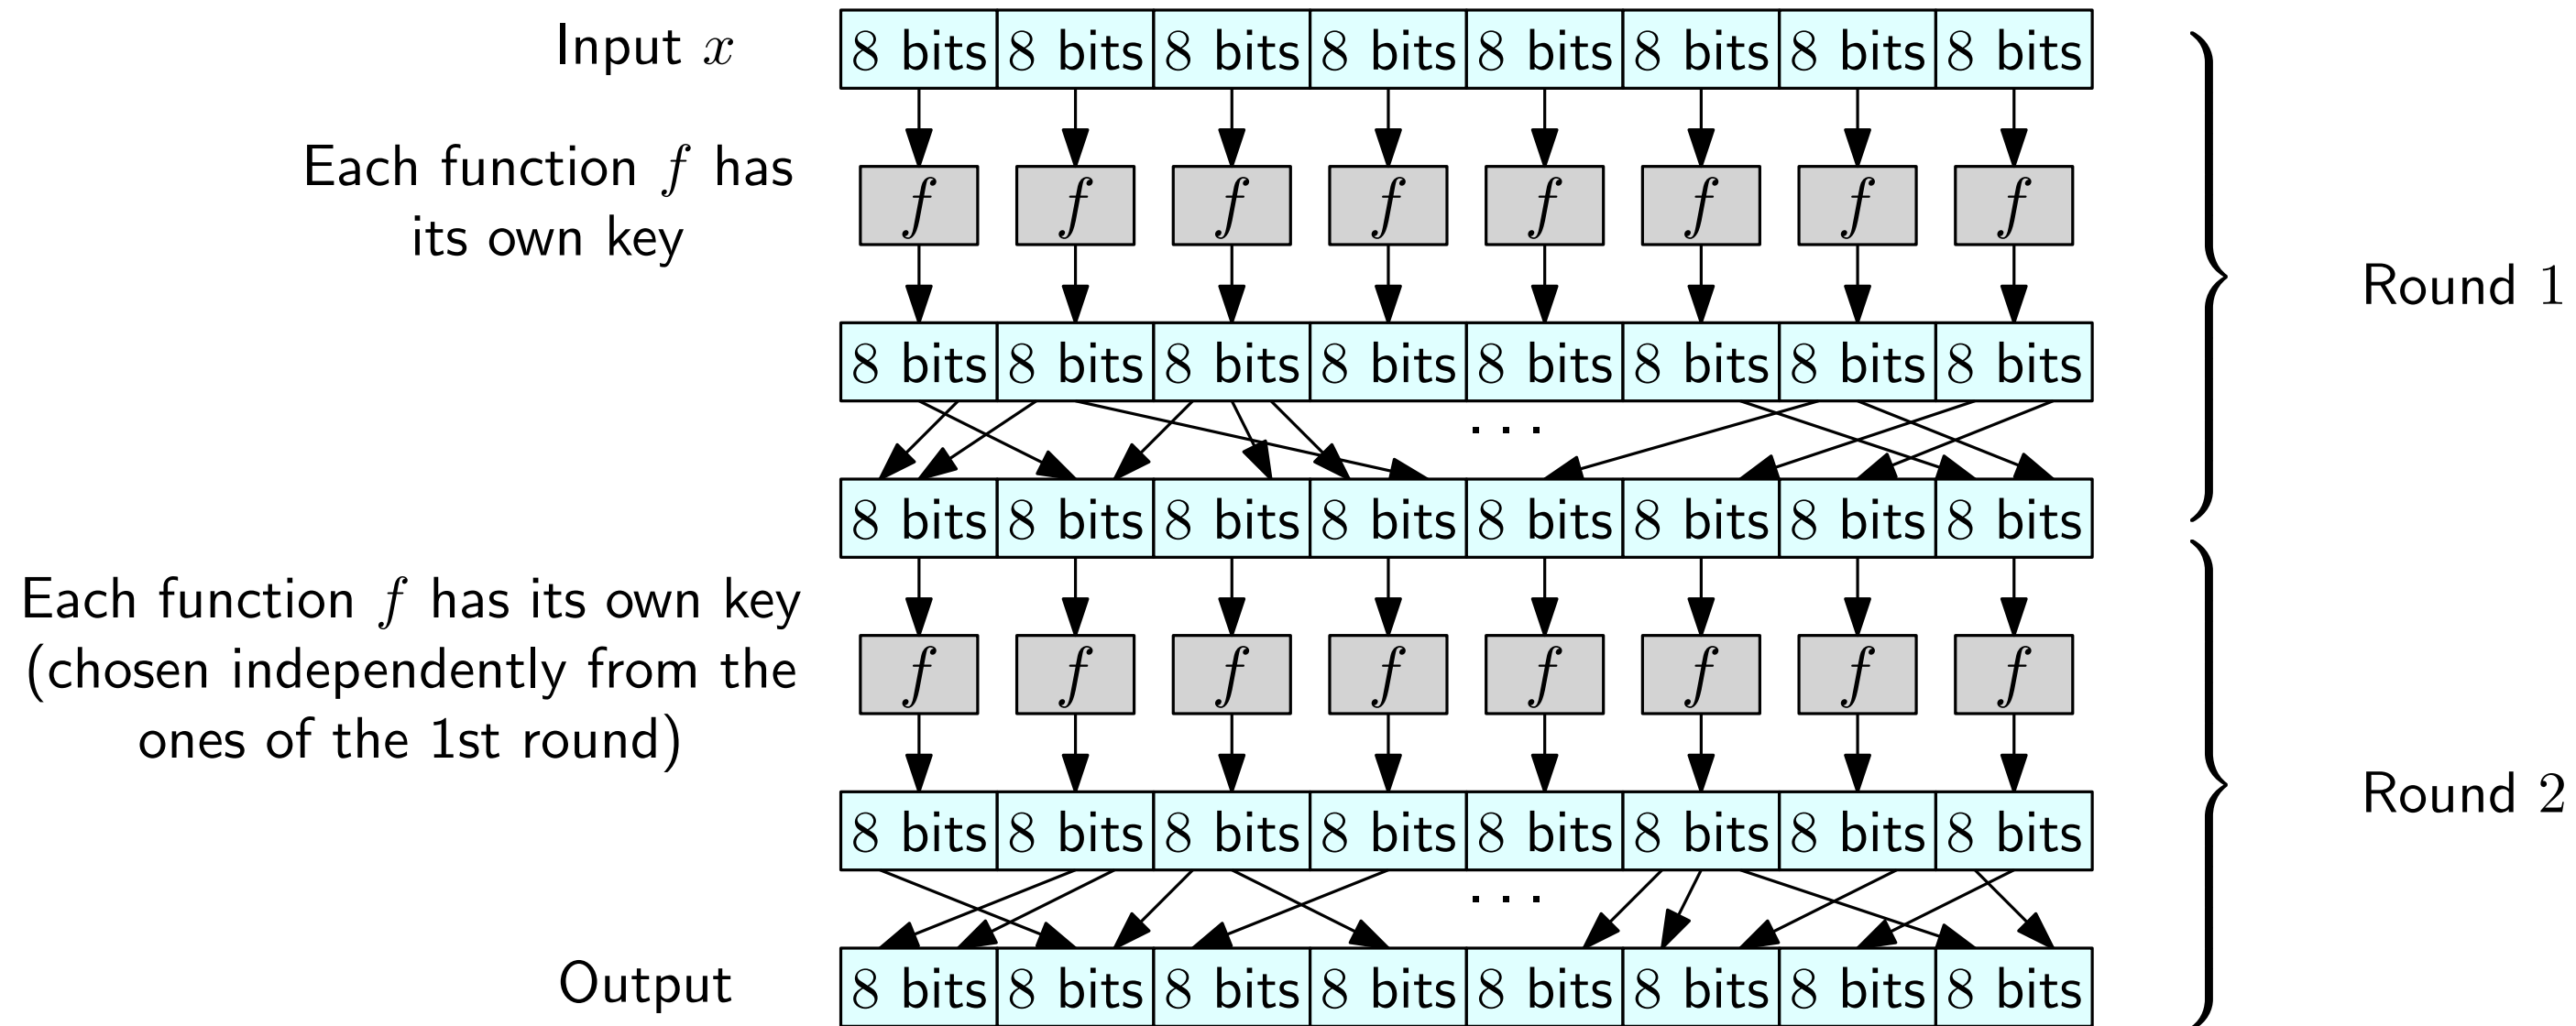 Input x 8 bits 8 bits 8 bits 8 bits 8 bits 8 bits 8 bits 8 bits
Each function f has
its own key
f f f f f f f f
Round 1
8 bits 8 bits 8 bits 8 bits 8 bits 8 bits 8 bits 8 bits
...
8 bits 8 bits 8 bits 8 bits 8 bits 8 bits 8 bits 8 bits
Each function f has its own key
(chosen independently from the
ones of the 1st round)
f f f f f f f f
Round 2
8 bits 8 bits 8 bits 8 bits 8 bits 8 bits 8 bits 8 bits
...
Output 8 bits 8 bits 8 bits 8 bits 8 bits 8 bits 8 bits 8 bits